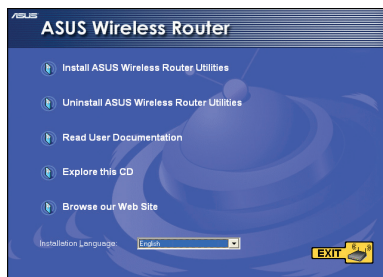 ASUS
ASUS Wireless Router
Install ASUS Wireless Router Utilities
Uninstall ASUS Wireless Router Utilities
Read User Documentation
Explore this CD
Browse our Web Site
Installation Language: English
EXIT